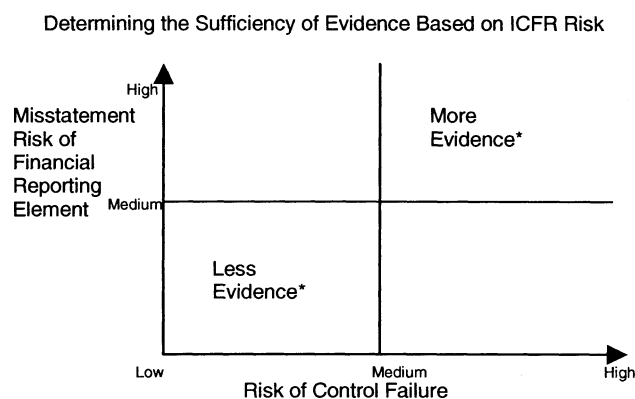 Determining the Sufficiency of Evidence Based on ICFR Risk
High
Misstatement
Risk of
Financial
Reporting
Element
Medium
More
Evidence*
Less
Evidence*
Low
Medium
High
Risk of Control Failure